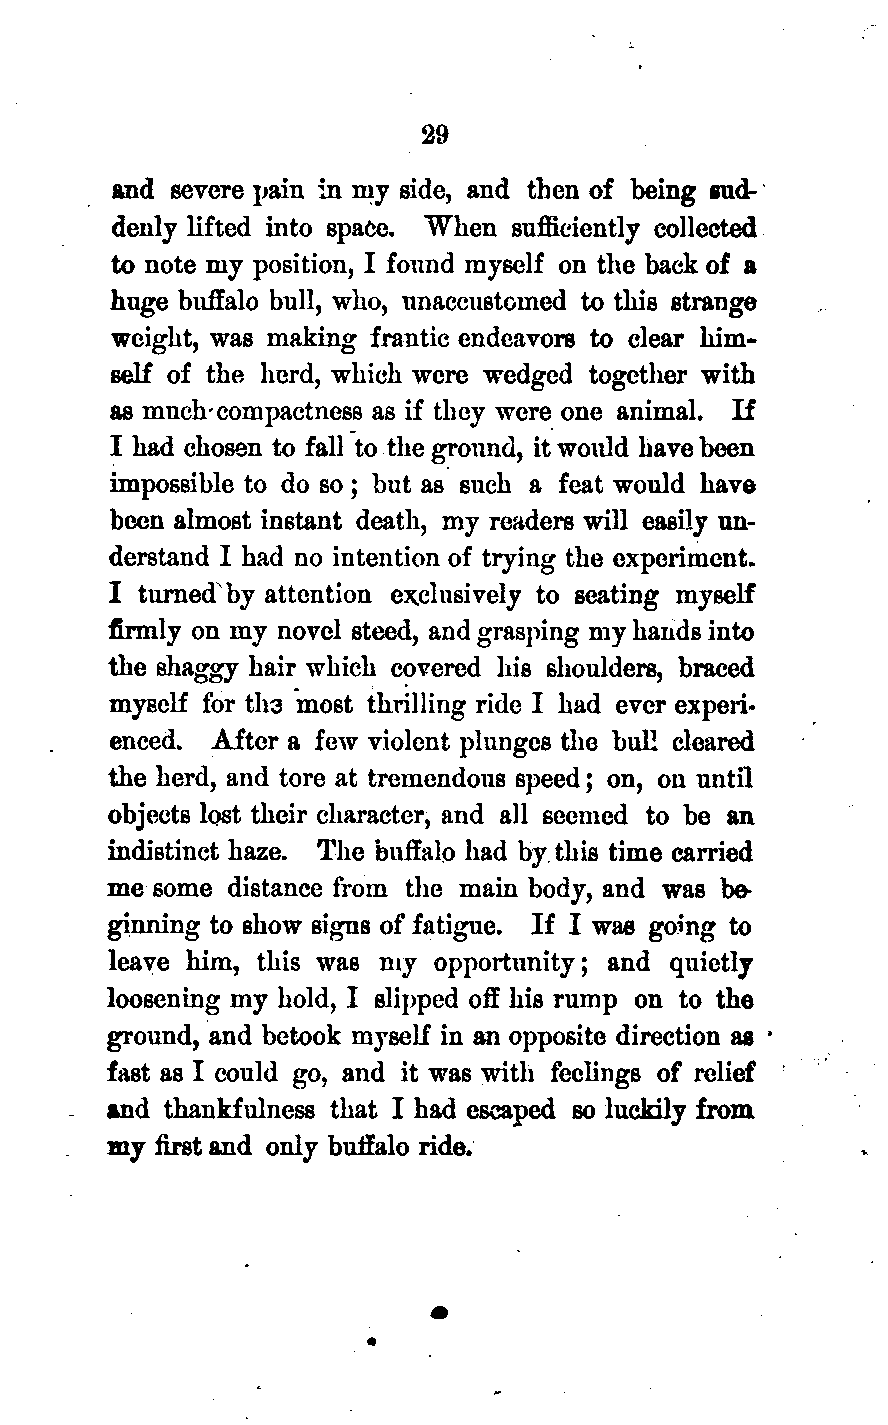 29
and severe pain in my side, and then of being sud-
denly lifted into space. When sufficiently collected
to note my position, I found myself on the back of a
huge buffalo bull, who, unaccustomed to this strange
weight, was making frantic endeavors to clear him-
self of the herd, which were wedged together with
as much compactness as if they were one animal. If
I had chosen to fall to the ground, it would have been
impossible to do so; but as such a feat would have
been almost instant death, my readers will easily un-
derstand I had no intention of trying the experiment.
I turned by attention exclusively to seating myself
firmly on my novel steed, and grasping my hands into
the shaggy hair which covered his shoulders, braced
myself for the most thrilling ride I had ever experi-
enced. After a few violent plunges the bull cleared
the herd, and tore at tremendous speed; on, on until
objects lost their character, and all seemed to be an
indistinct haze. The buffalo had by this time carried
me some distance from the main body, and was be-
ginning to show signs of fatigue. If I was going to
leave him, this was my opportunity; and quietly
loosening my hold, I slipped off his rump on to the
ground, and betook myself in an opposite direction as
fast as I could go, and it was with feelings of relief
and thankfulness that I had escaped so luckily from
my first and only buffalo ride.